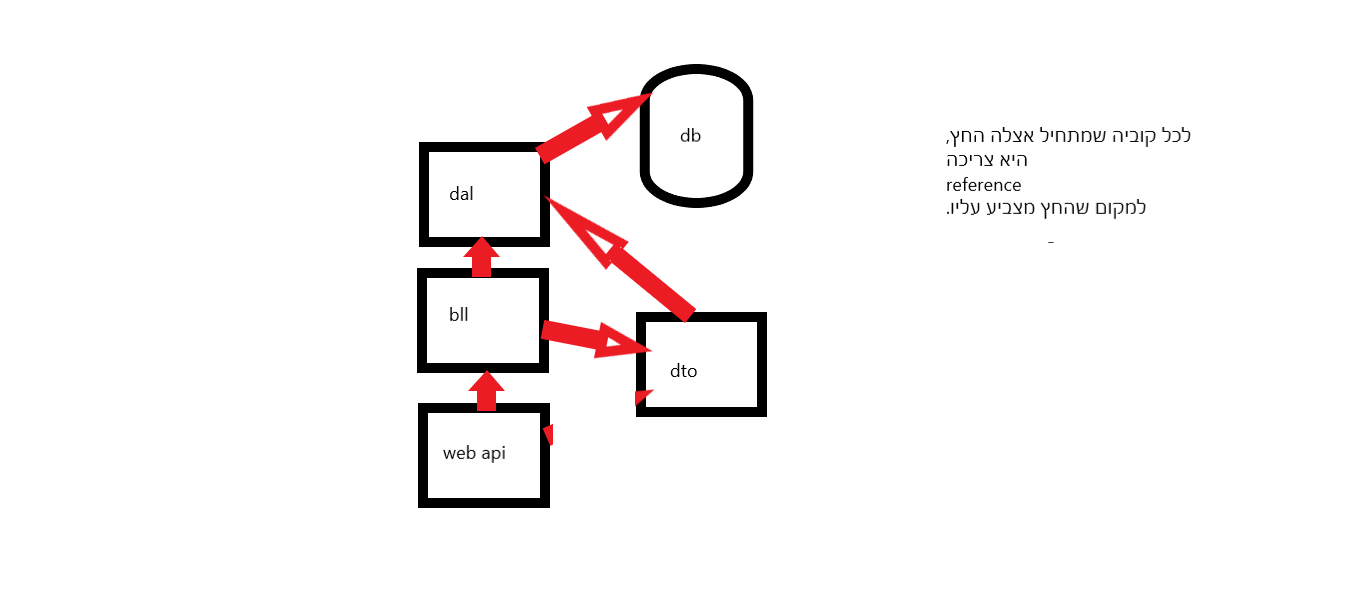 db
dal
bll
dto
web api
לכל קוביה שמתחיל אצלה החץ,
היא צריכה
reference
למקום שהחץ מצביע עליו.
-